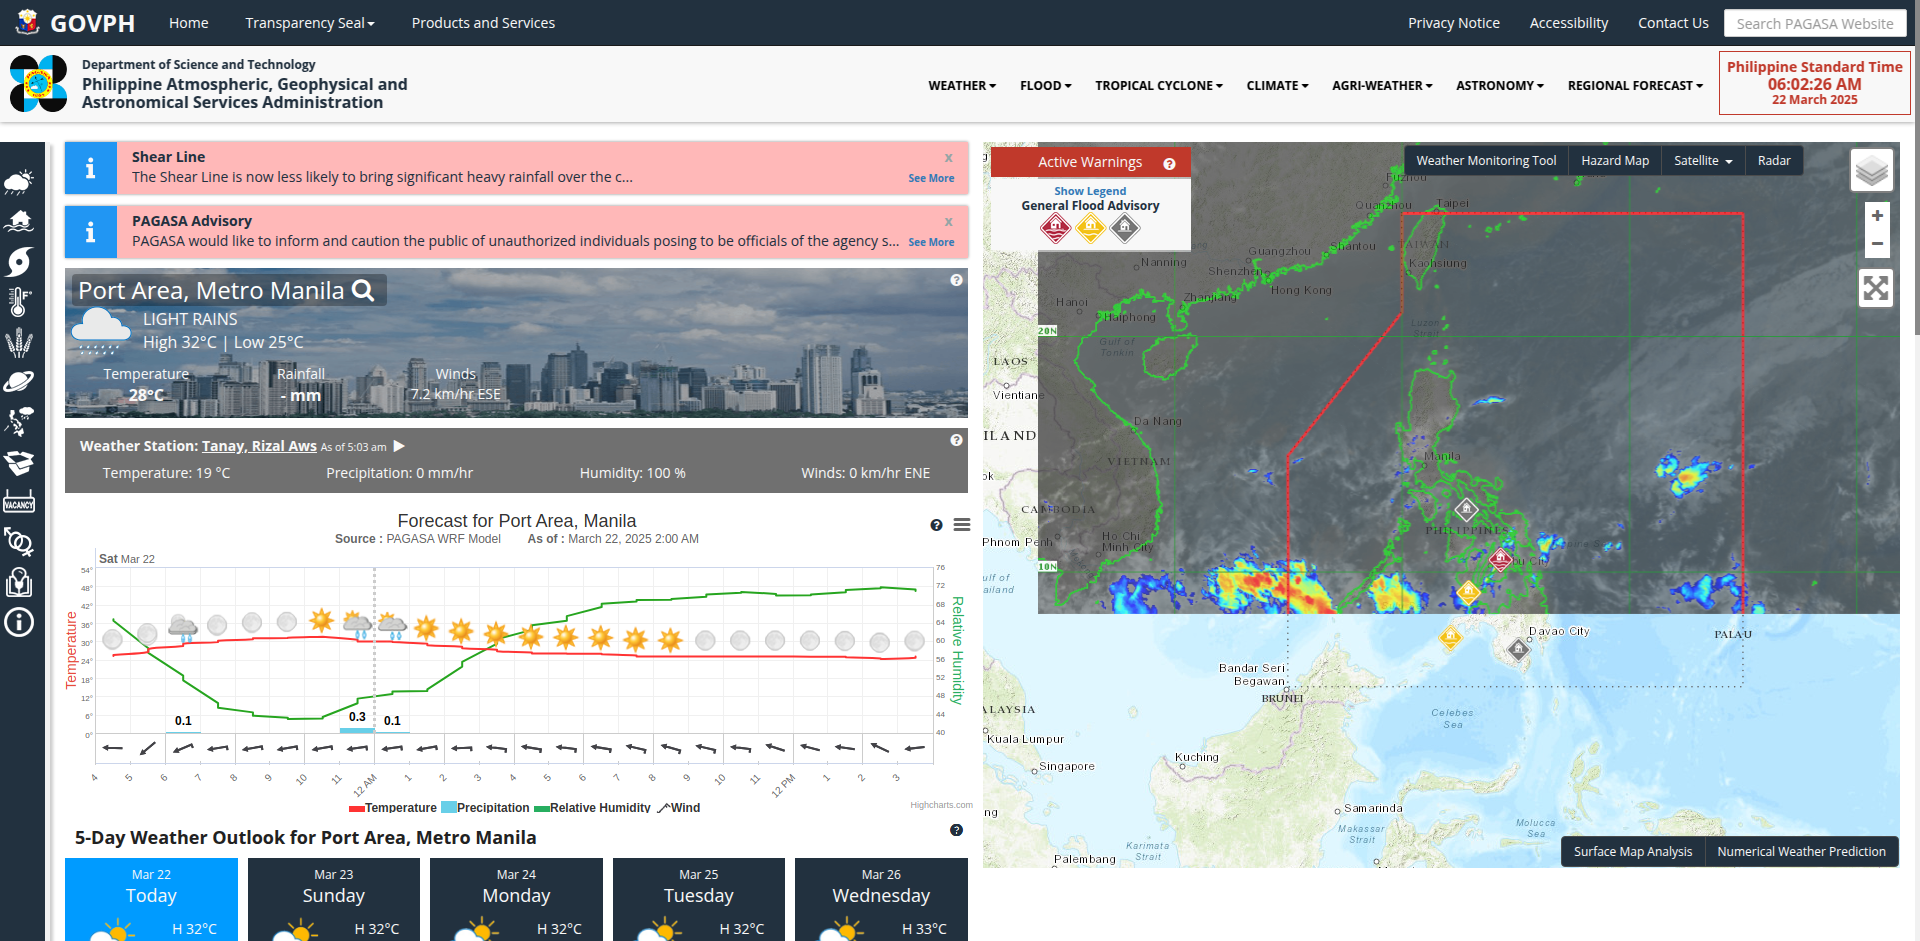 GOVPH
Home
Transparency Seal
Products and Services
Privacy Notice
Accessibility
Contact Us
Search PAGASA Website
Department of Science and Technology
Philippine Atmospheric, Geophysical and
Astronomical Services Administration
WEATHER
FLOOD
TROPICAL CYCLONE
CLIMATE
AGRI-WEATHER
ASTRONOMY
REGIONAL FORECAST
Philippine Standard Time
06:02:26 AM
22 March 2025
Shear Line
x
The Shear Line is now less likely to bring significant heavy rainfall over the c...
See More
PAGASA Advisory
x
PAGASA would like to inform and caution the public of unauthorized individuals posing to be officials of the agency s...
See More
Port Area, Metro Manila
LIGHT RAINS
High 32°C | Low 25°C
Temperature
Rainfall
Winds
28°C
- mm
7.2 km/hr ESE
Weather Station: Tanay, Rizal Aws As of 5:03 am
Temperature: 19 °C
Precipitation: 0 mm/hr
Humidity: 100 %
Winds: 0 km/hr ENE
VACANCY
Forecast for Port Area, Manila
Source : PAGASA WRF Model As of : March 22, 2025 2:00 AM
Sat Mar 22
Temperature
54°
48°
42°
36°
30°
24°
18°
12°
6°
0°
Relative Humidity
76
72
68
64
60
56
52
48
44
40
0.1
0.3
0.1
4
5
6
7
8
9
10
11
12 AM
1
2
3
4
5
6
7
8
9
10
11
12 PM
1
2
3
Temperature
Precipitation
Relative Humidity
Wind
Highcharts.com
5-Day Weather Outlook for Port Area, Metro Manila
Mar 22
Today
H 32°C
Mar 23
Sunday
H 32°C
Mar 24
Monday
H 32°C
Mar 25
Tuesday
H 32°C
Mar 26
Wednesday
H 33°C
Active Warnings
Show Legend
General Flood Advisory
Weather Monitoring Tool
Hazard Map
Satellite
Radar
+
−
Fuzhou
Quanzhou
Taipei
Guangzhou
Shantou
TAIWAN
Nanning
Shenzhen
Kaohsiung
Hong Kong
Zhanjiang
Hanoi
Haiphong
20N
Luzon
Strait
Gulf of
Tonkin
LAOS
Vientiane
Da Nang
ILAND
Manila
VIETNAM
ok
CAMBODIA
PHILIPPINES
Phnom Penh
Ho Chi
Minh City
bu City
10N
ulf of
ailand
Davao City
PALAU
Bandar Seri
Begawan
BRUNEI
ALAYSIA
Celebes
Sea
Kuala Lumpur
Kuching
Singapore
Samarinda
ng
Makassar
Strait
Molucca
Sea
Karimata
Strait
Palembang
Surface Map Analysis
Numerical Weather Prediction